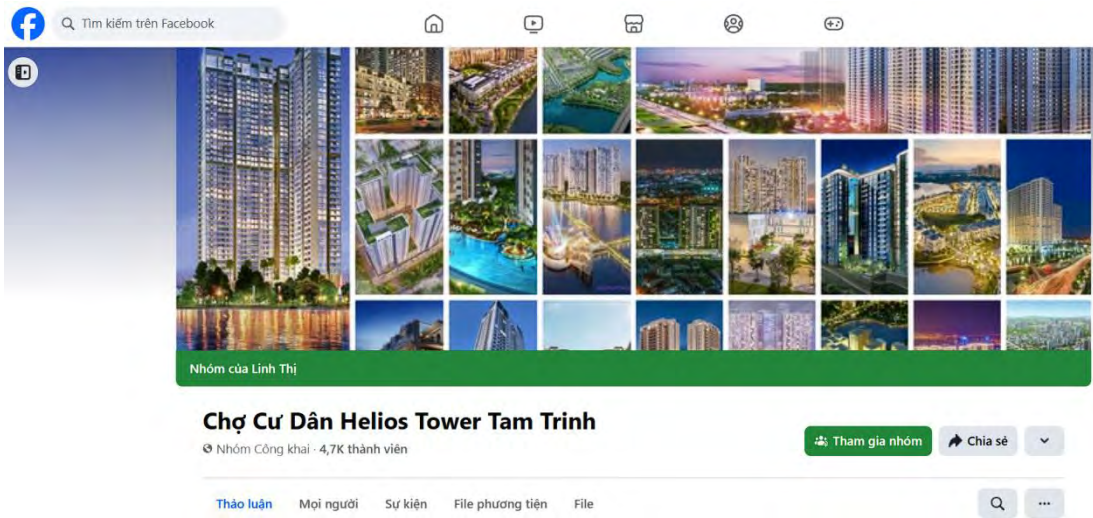 Tìm kiếm trên Facebook
Nhóm của Linh Thị
Chợ Cư Dân Helios Tower Tam Trinh
Nhóm Công khai · 4,7K thành viên
Tham gia nhóm
Chia sẻ
Thảo luận Mọi người Sự kiện File phương tiện File